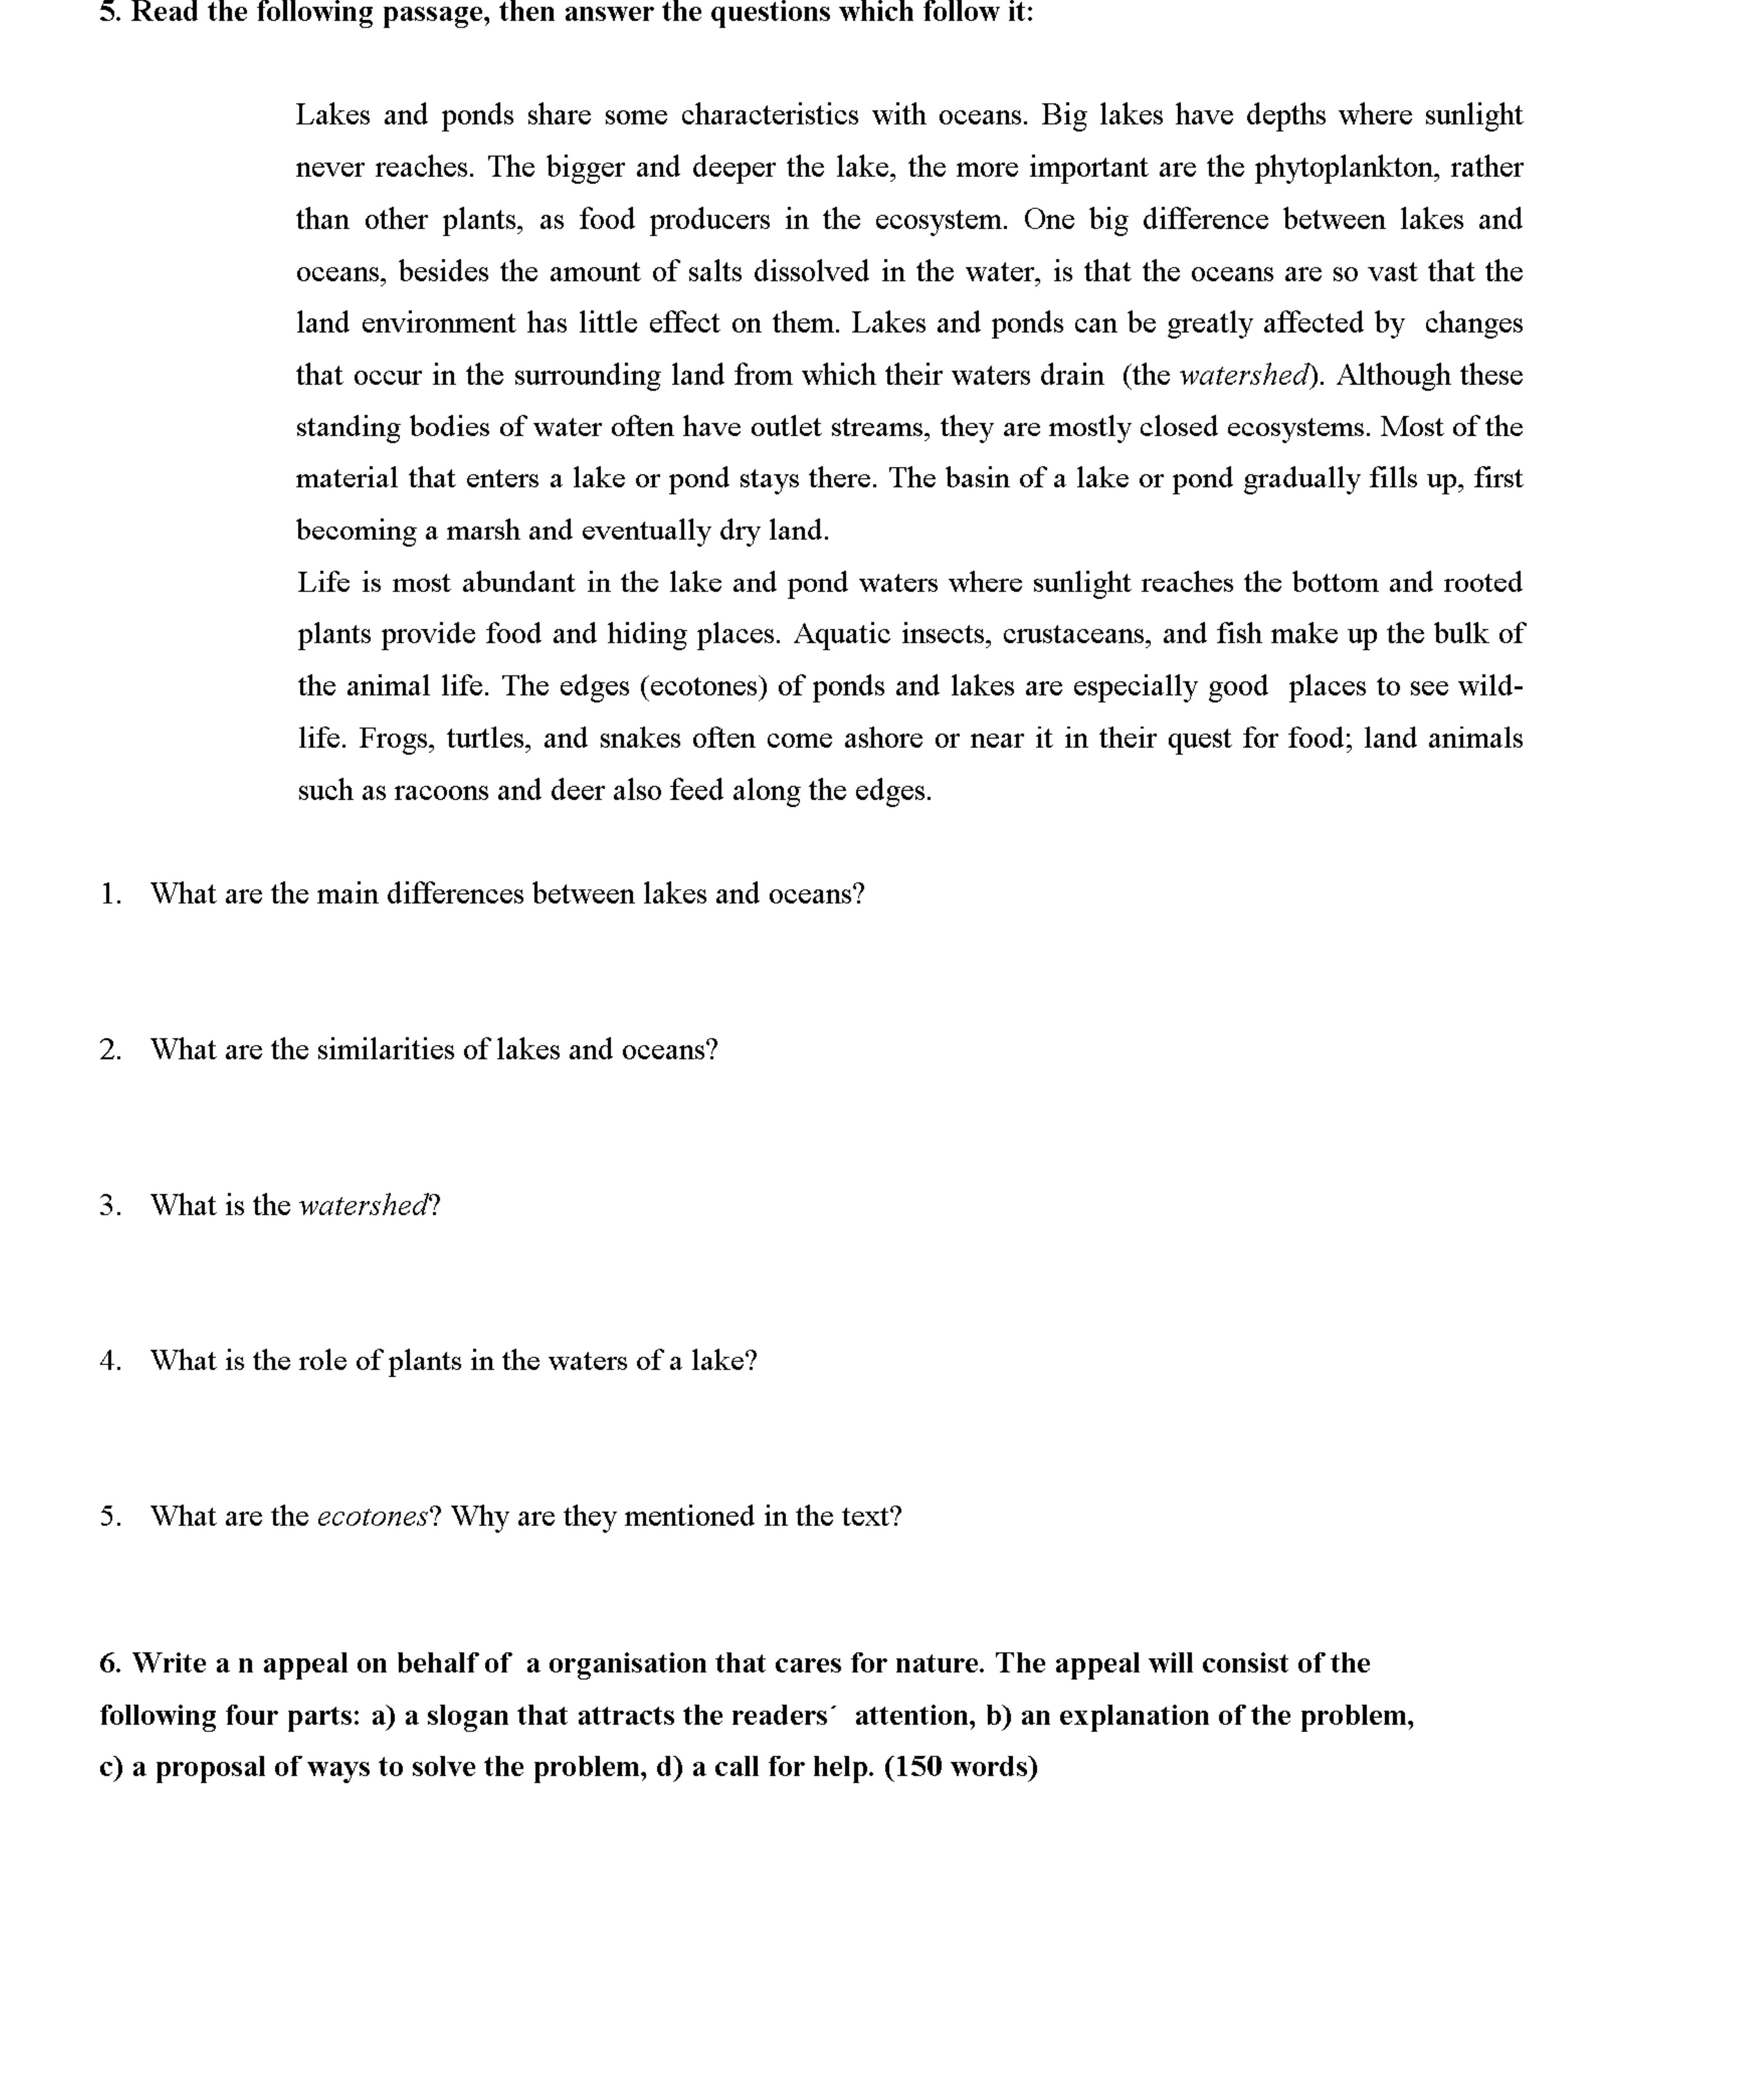 5. Read the following passage, then answer the questions which follow it:
Lakes and ponds share some characteristics with oceans. Big lakes have depths where sunlight
never reaches. The bigger and deeper the lake, the more important are the phytoplankton, rather
than other plants, as food producers in the ecosystem. One big difference between lakes and
oceans, besides the amount of salts dissolved in the water, is that the oceans are so vast that the
land environment has little effect on them. Lakes and ponds can be greatly affected by changes
that occur in the surrounding land from which their waters drain (the watershed). Although these
standing bodies of water often have outlet streams, they are mostly closed ecosystems. Most of the
material that enters a lake or pond stays there. The basin of a lake or pond gradually fills up, first
becoming a marsh and eventually dry land.
Life is most abundant in the lake and pond waters where sunlight reaches the bottom and rooted
plants provide food and hiding places. Aquatic insects, crustaceans, and fish make up the bulk of
the animal life. The edges (ecotones) of ponds and lakes are especially good places to see wild-
life. Frogs, turtles, and snakes often come ashore or near it in their quest for food; land animals
such as racoons and deer also feed along the edges.
1. What are the main differences between lakes and oceans?
2. What are the similarities of lakes and oceans?
3. What is the watershed?
4. What is the role of plants in the waters of a lake?
5. What are the ecotones? Why are they mentioned in the text?
6. Write a n appeal on behalf of a organisation that cares for nature. The appeal will consist of the
following four parts: a) a slogan that attracts the readers´ attention, b) an explanation of the problem,
c) a proposal of ways to solve the problem, d) a call for help. (150 words)